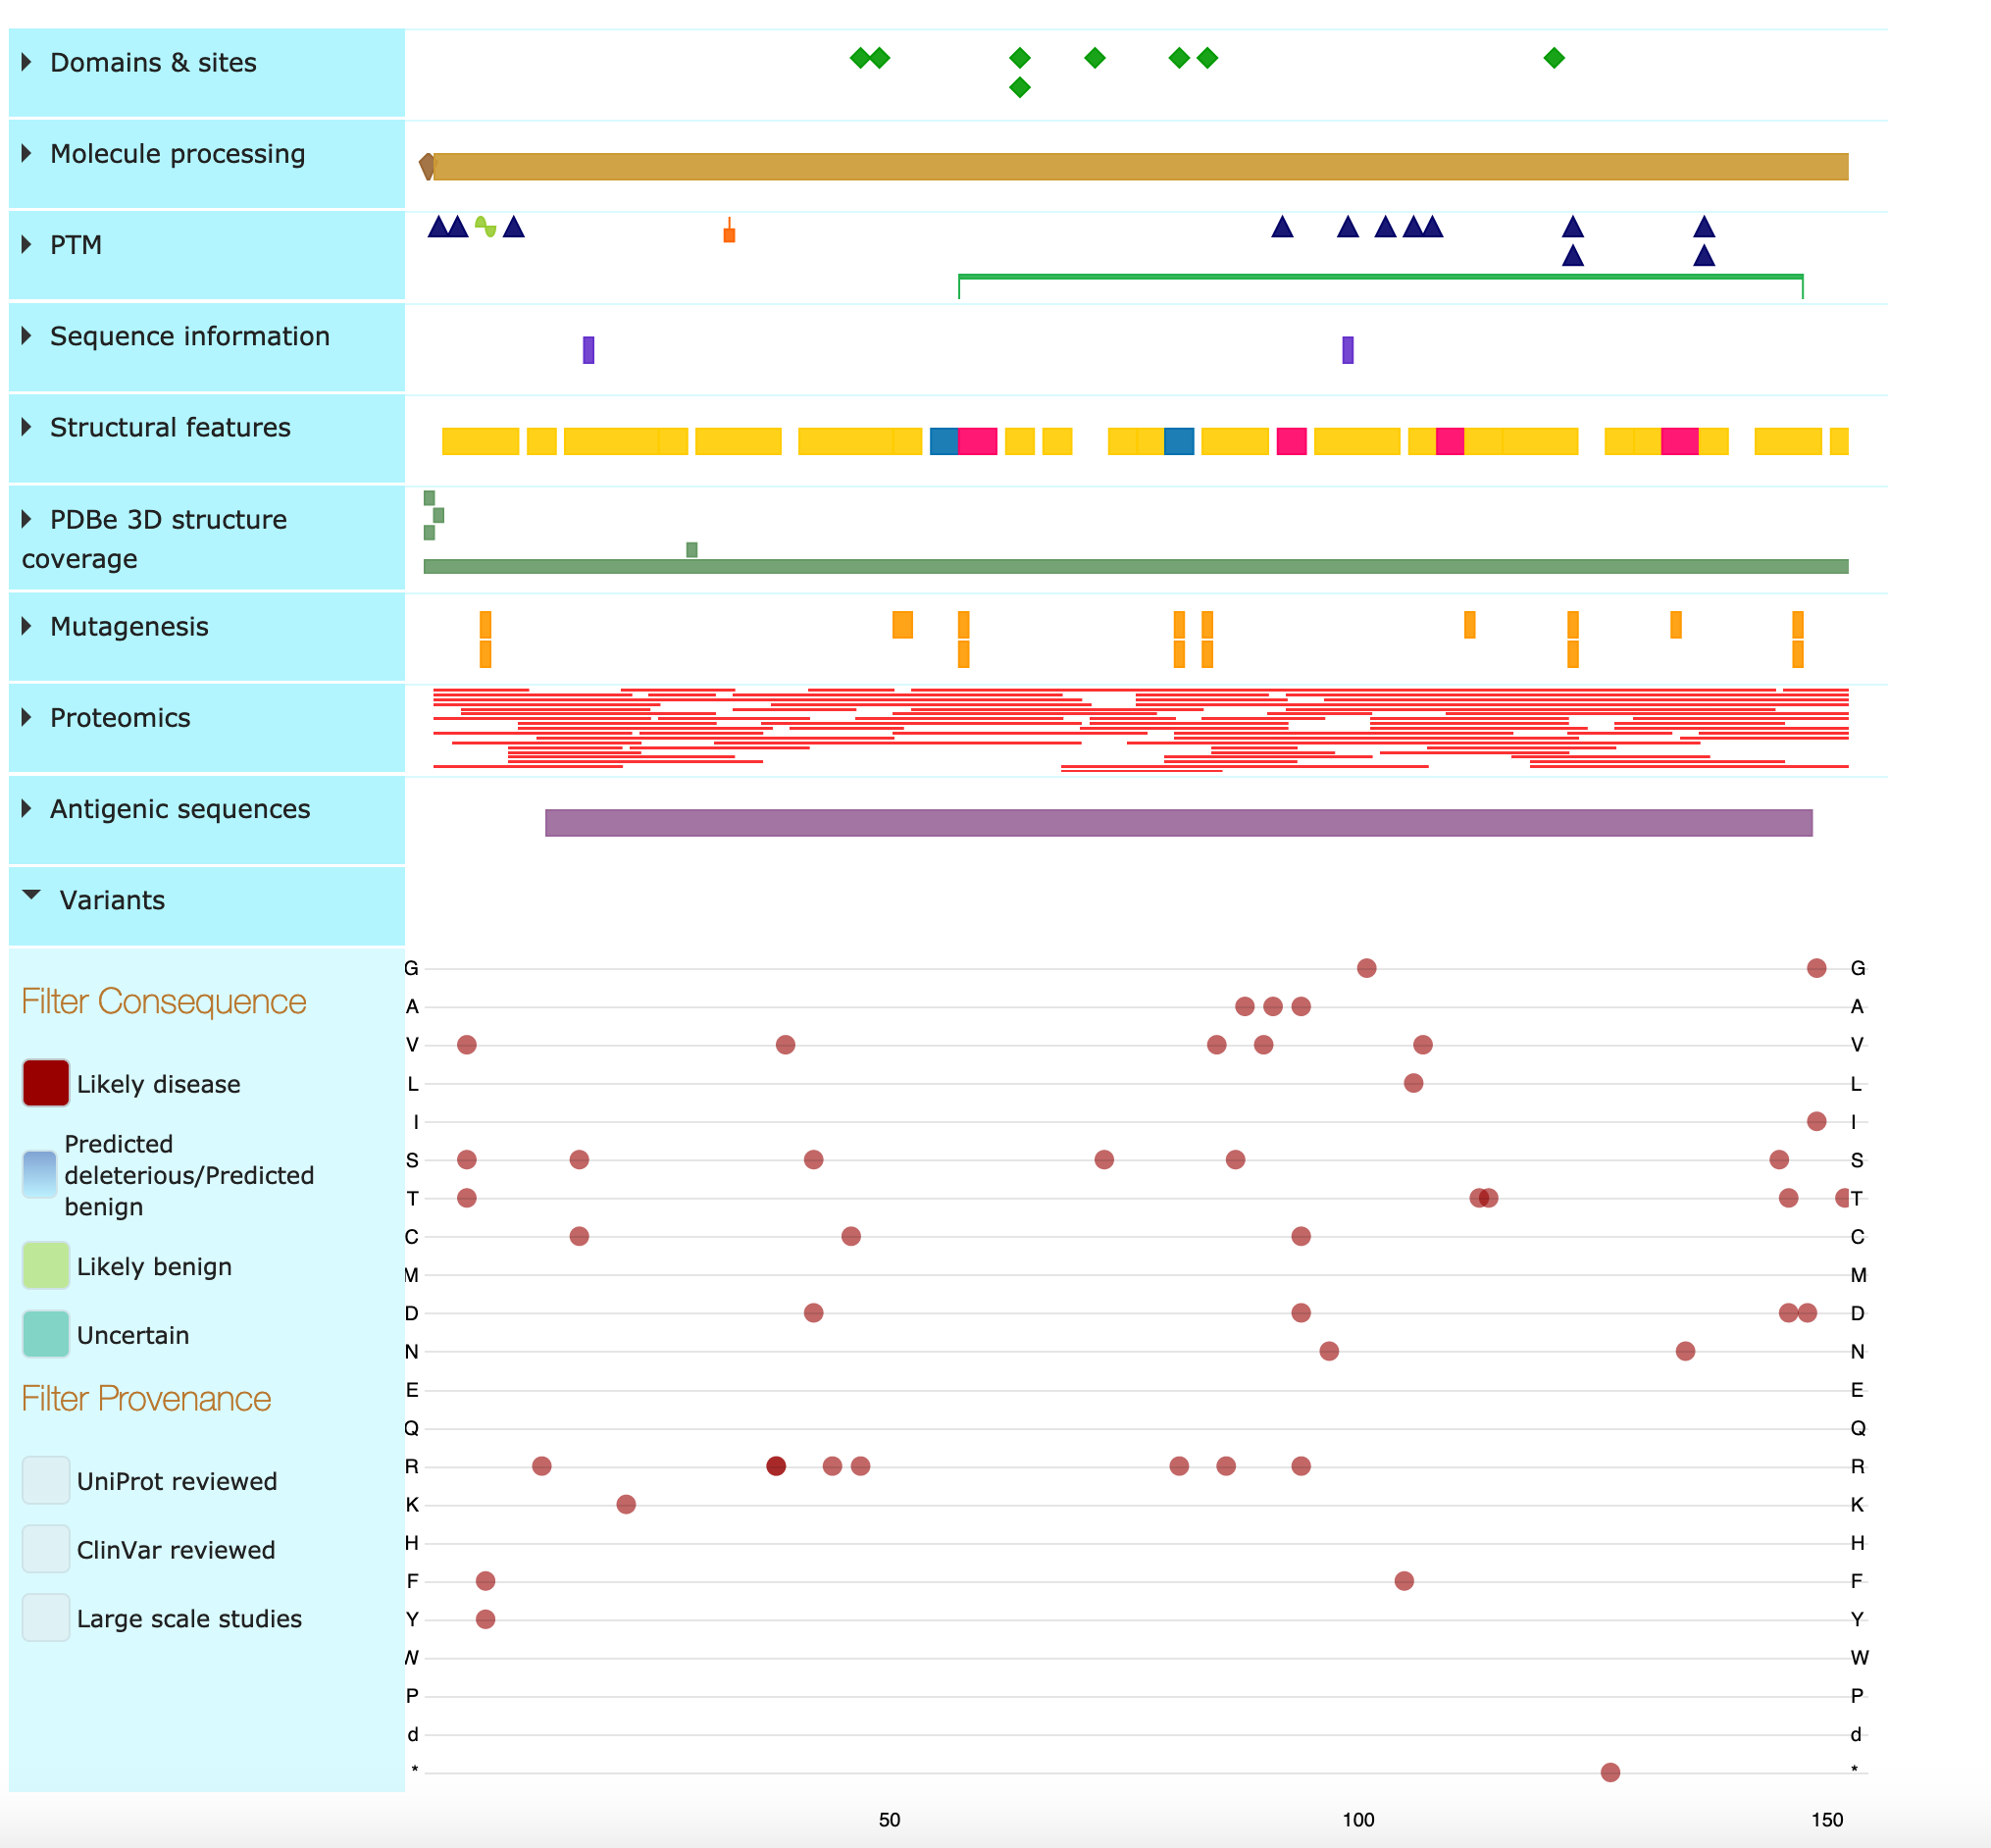 Domains & sites
Molecule processing
PTM
Sequence information
Structural features
PDBe 3D structure
coverage
Mutagenesis
Proteomics
Antigenic sequences
Variants
Filter Consequence
Likely disease
Predicted
deleterious/Predicted
benign
Likely benign
Uncertain
Filter Provenance
UniProt reviewed
ClinVar reviewed
Large scale studies
G G
A A
V V
L L
I I
S S
T T
C C
M M
D D
N N
E E
Q Q
R R
K K
H H
F F
Y Y
W W
P P
d d
* *
50 100 150